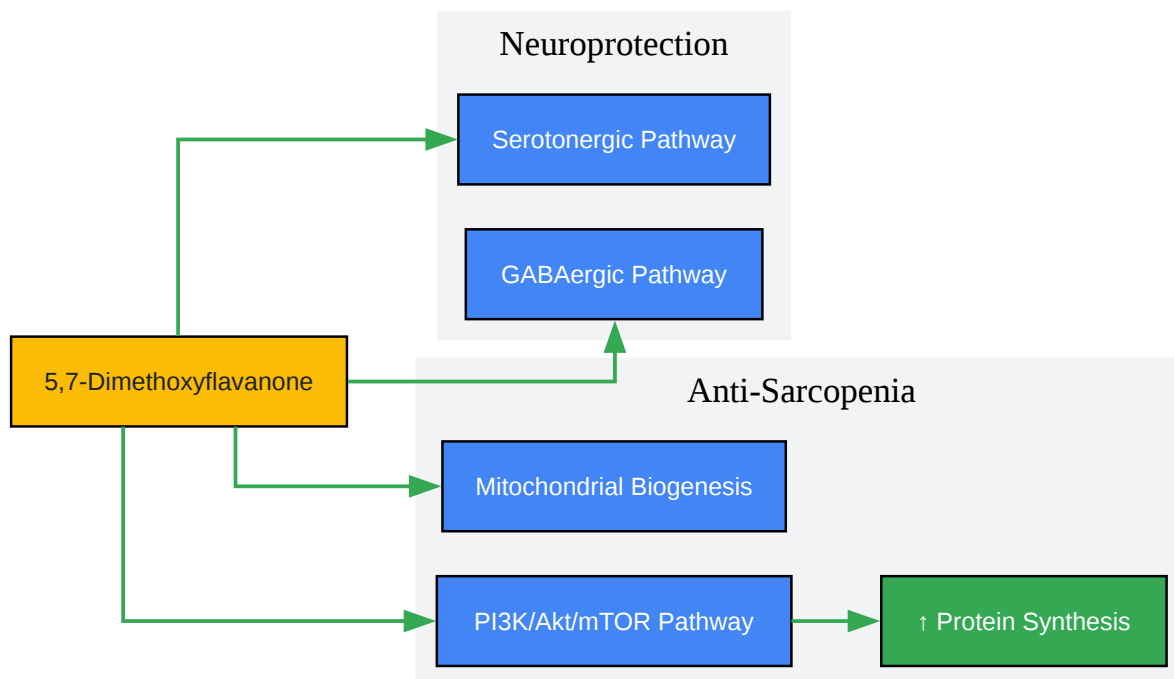 Neuroprotection
Serotonergic Pathway
GABAergic Pathway
5,7-Dimethoxyflavanone
Anti-Sarcopenia
Mitochondrial Biogenesis
PI3K/Akt/mTOR Pathway
↑ Protein Synthesis